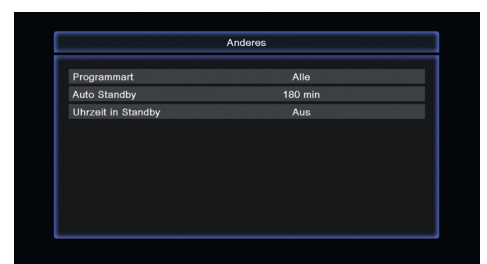 Anderes
Programmart Alle
Auto Standby 180 min
Uhrzeit in Standby Aus